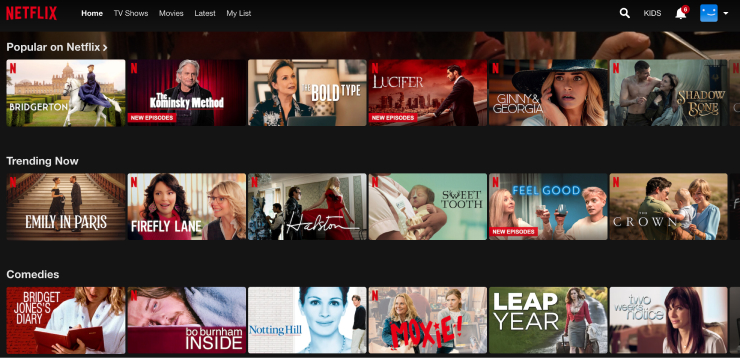 NETFLIX
Home TV Shows Movies Latest My List
KIDS
6
Popular on Netflix
N
BRIDGERTON
N
The
Kominsky Method
NEW EPISODES
THE BOLD TYPE
N
LUCIFER
NEW EPISODES
N
GINNY &
GEORGIA
N
SHADOW
AND
BONE
Trending Now
N
EMILY IN PARIS
N
FIREFLY LANE
N
Halston
N
SWEET
TOOTH
N
FEEL GOOD
NEW EPISODES
N
THE
CROWN
Comedies
BRIDGET
JONES'S
DIARY
N
bo burnham
INSIDE
Notting Hill
N
MOXIE!
LEAP
YEAR
two
weeks
notice